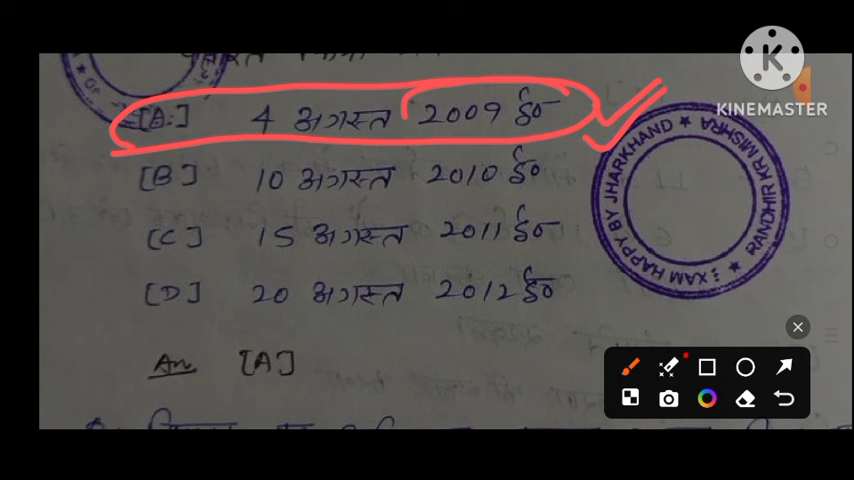 K
KINEMASTER
[A] 4 अगस्त 2009 ई०
[B] 10 अगस्त 2010 ई०
[C] 15 अगस्त 2011 ई०
[D] 20 अगस्त 2012 ई०
Ans [A]
EXAM HAPPY BY JHARKHAND ★ RANDHIR KR MISHRA ★